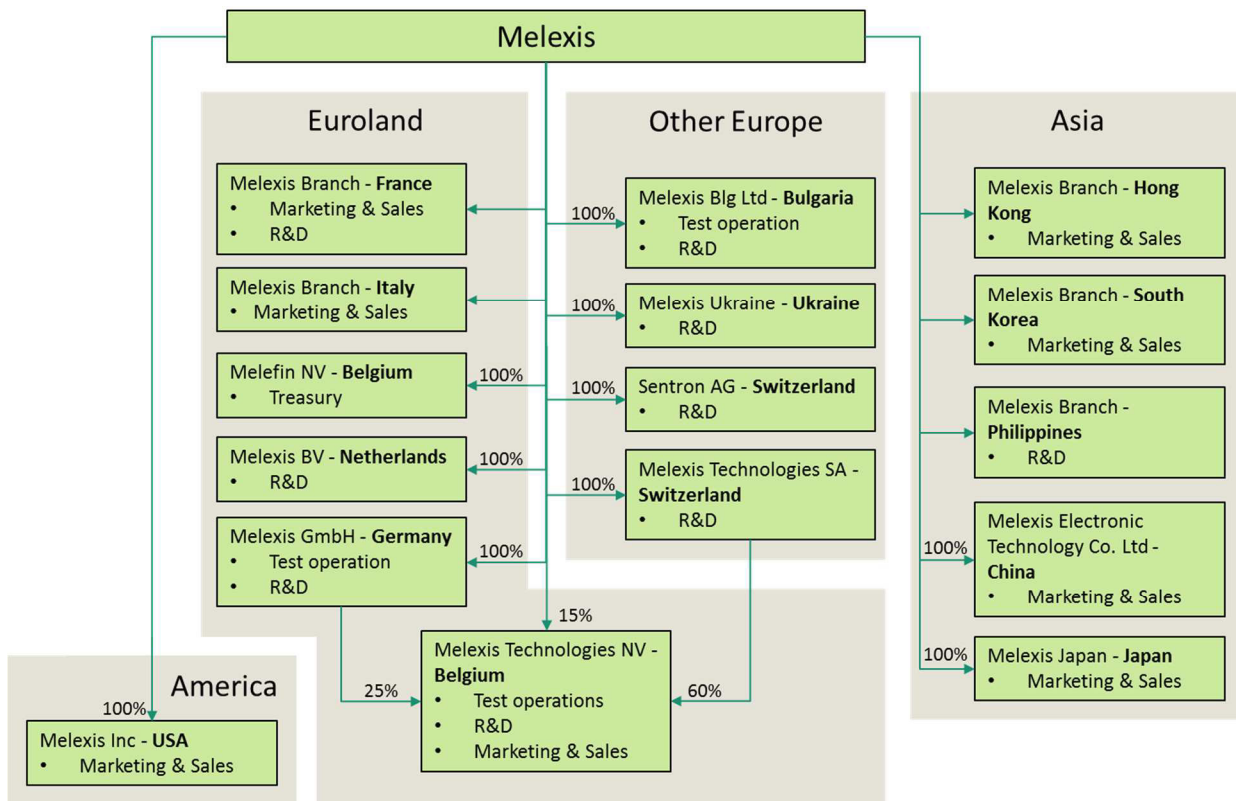 Melexis
Euroland
Melexis Branch - France
• Marketing & Sales
• R&D
Melexis Branch - Italy
• Marketing & Sales
Melefin NV - Belgium
• Treasury
100%
Melexis BV - Netherlands
• R&D
100%
Melexis GmbH - Germany
• Test operation
• R&D
100%
Other Europe
100%
Melexis Blg Ltd - Bulgaria
• Test operation
• R&D
100%
Melexis Ukraine - Ukraine
• R&D
100%
Sentron AG - Switzerland
• R&D
100%
Melexis Technologies SA -
Switzerland
• R&D
15%
25%
60%
Melexis Technologies NV -
Belgium
• Test operations
• R&D
• Marketing & Sales
Asia
Melexis Branch - Hong
Kong
• Marketing & Sales
Melexis Branch - South
Korea
• Marketing & Sales
Melexis Branch -
Philippines
• R&D
100%
Melexis Electronic
Technology Co. Ltd -
China
• Marketing & Sales
100%
Melexis Japan - Japan
• Marketing & Sales
America
100%
Melexis Inc - USA
• Marketing & Sales